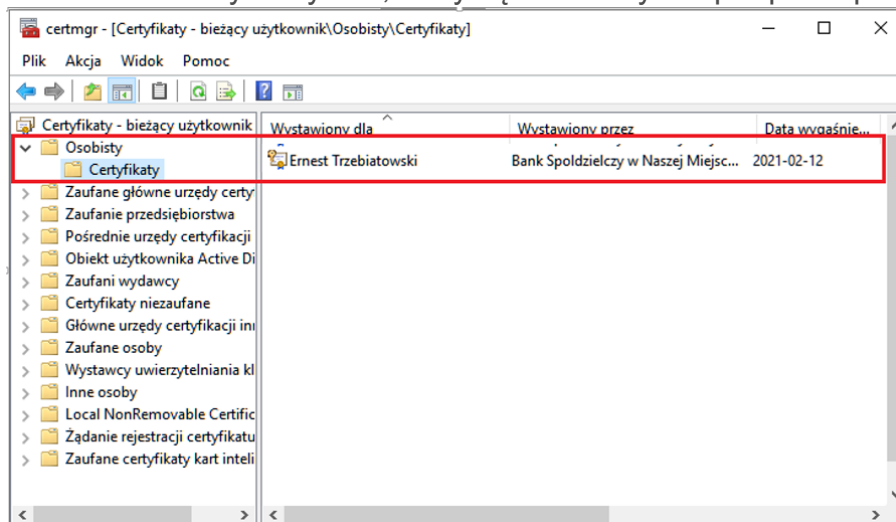 certmgr - [Certyfikaty - bieżący użytkownik\Osobisty\Certyfikaty]
Plik Akcja Widok Pomoc
Certyfikaty - bieżący użytkownik
Wystawiony dla Wystawiony przez Data wygaśnie...
Osobisty
Certyfikaty
Ernest Trzebiatowski Bank Spoldzielczy w Naszej Miejsc... 2021-02-12
Zaufane główne urzędy certy
Zaufanie przedsiębiorstwa
Pośrednie urzędy certyfikacji
Obiekt użytkownika Active Di
Zaufani wydawcy
Certyfikaty niezaufane
Główne urzędy certyfikacji inn
Zaufane osoby
Wystawcy uwierzytelniania kl
Inne osoby
Local NonRemovable Certific
Żądanie rejestracji certyfikatu
Zaufane certyfikaty kart inteli